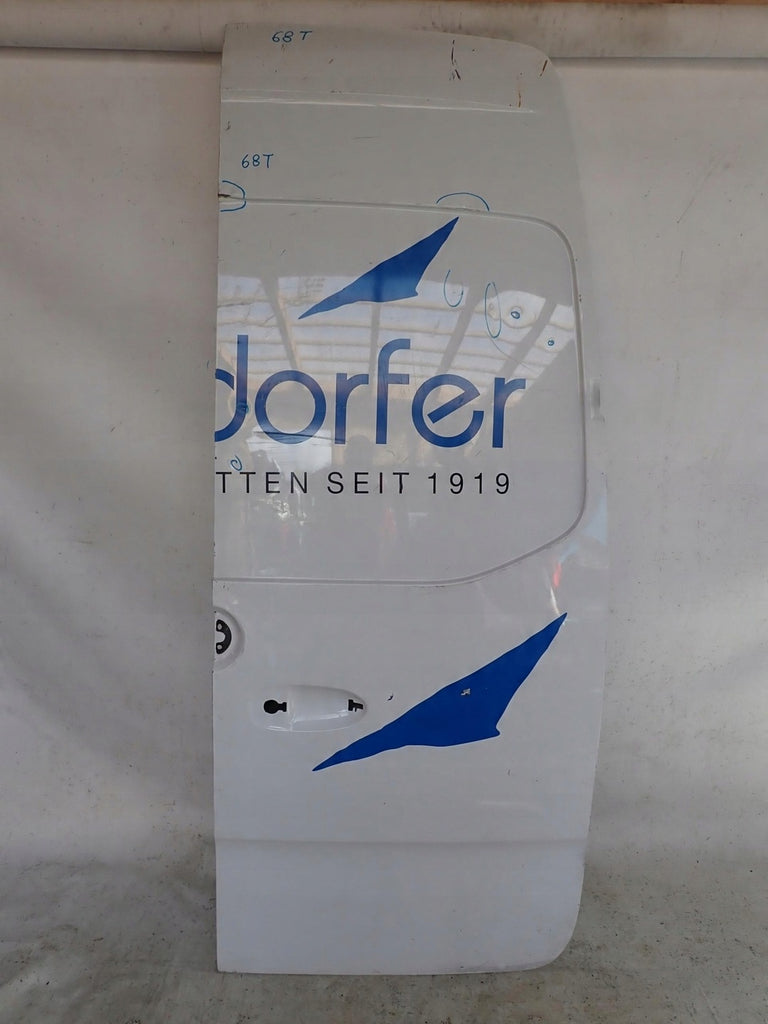 68T
68T
dorfer
TTEN SEIT 1919